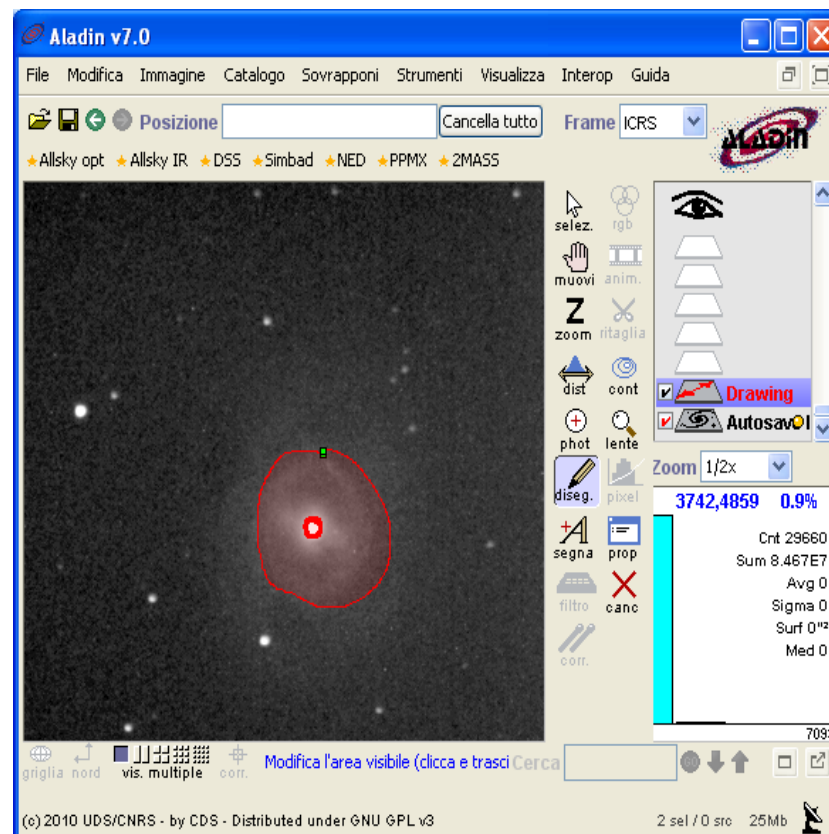 Aladin v7.0
File Modifica Immagine Catalogo Sovrapponi Strumenti Visualizza Interop Guida
Posizione Cancella tutto Frame ICRS
ALADIN
Allsky opt Allsky IR DSS Simbad NED PPMX 2MASS
selez. rgb
muovi anim.
Z
zoom ritaglia
dist cont
phot lente
diseg. pixel
+A
segna prop
filtro canc
corr.
Drawing
Autosav
Zoom 1/2x
3742,4859 0.9%
Cnt 29660
Sum 8.467E7
Avg 0
Sigma 0
Surf 0"²
Med 0
709
griglia nord vis. multiple corr. Modifica l'area visibile (clicca e trasci Cerca GO
(c) 2010 UDS/CNRS - by CDS - Distributed under GNU GPL v3 2 sel / 0 src 25Mb